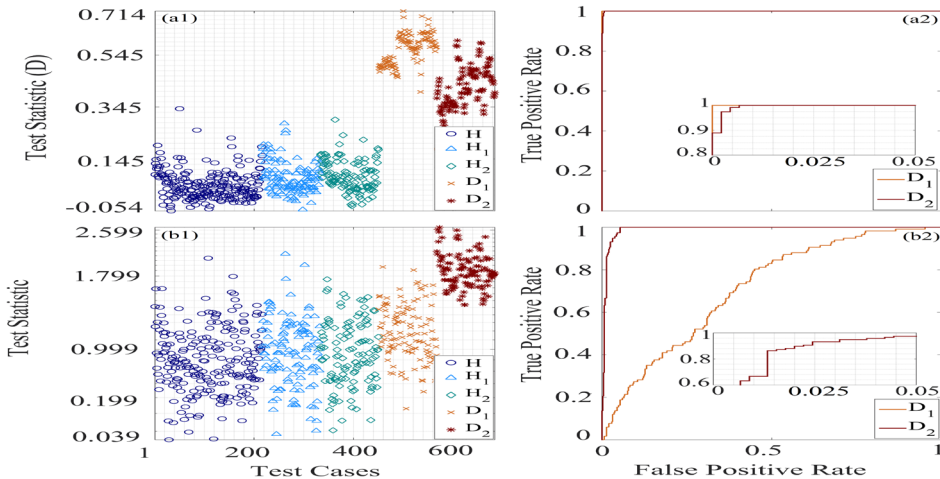 0.714
(a1)
0.545
0.345
0.145
-0.054
Test Statistic (D)
H
H1
H2
D1
D2
(a2)
1
0.8
0.6
0.4
0.2
0
True Positive Rate
1
0.9
0.8
0
0.025
0.05
D1
D2
2.599
(b1)
1.799
0.999
0.199
0.039
Test Statistic
H
H1
H2
D1
D2
1
200
400
600
Test Cases
(b2)
1
0.8
0.6
0.4
0.2
0
True Positive Rate
1
0.8
0.6
0
0.025
0.05
D1
D2
0
0.5
1
False Positive Rate